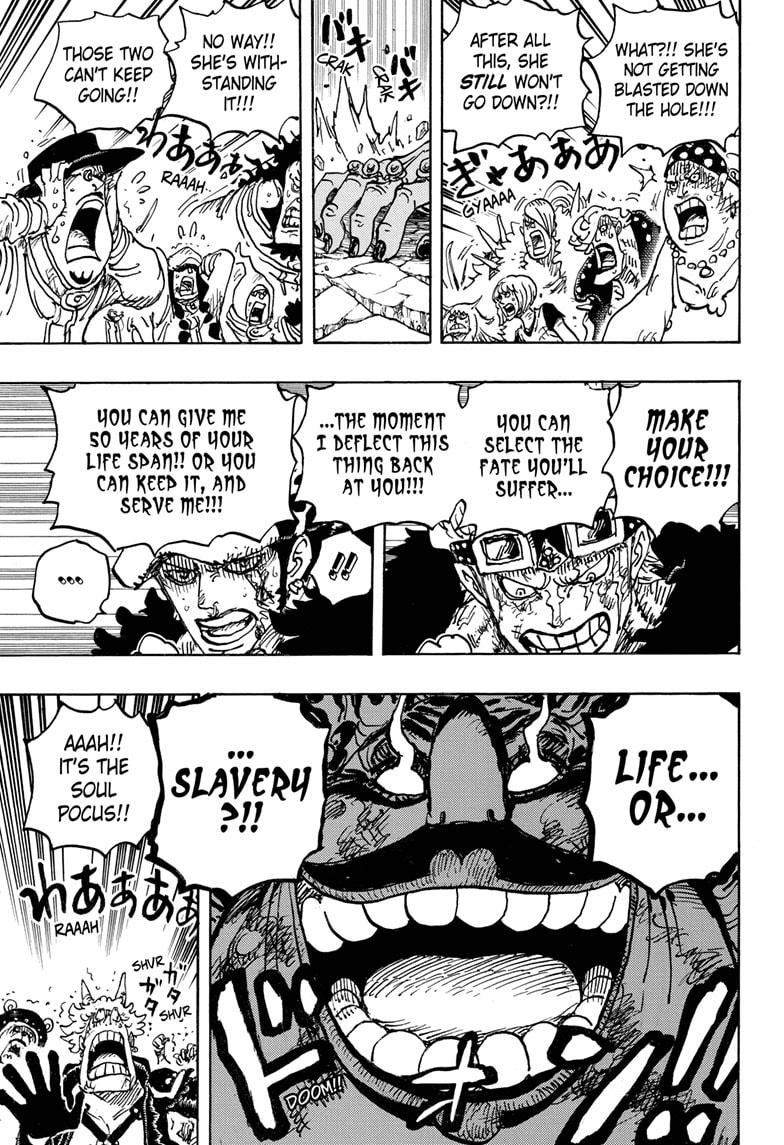 WHAT?!! SHE'S
NOT GETTING
BLASTED DOWN
THE HOLE!!!
AFTER ALL
THIS, SHE
STILL WON'T
GO DOWN?!!
ぎゃあああ
GYAAAA
バキバキ
CRAK
CRAK
NO WAY!!
SHE'S WITH-
STANDING
IT!!!
THOSE TWO
CAN'T KEEP
GOING!!
わあああ
RAAAH
MAKE
YOUR
CHOICE!!!
YOU CAN
SELECT THE
FATE YOU'LL
SUFFER...
...THE MOMENT
I DEFLECT THIS
THING BACK
AT YOU!!!
YOU CAN GIVE ME
50 YEARS OF YOUR
LIFE SPAN!! OR YOU
CAN KEEP IT, AND
SERVE ME!!!
!!
...
LIFE...
OR...
...
SLAVERY
?!!
ドン!!
DOOM!!
AAAH!!
IT'S THE
SOUL
POCUS!!
わああああ
RAAAH
SHVR
ガタガタ
SHVR